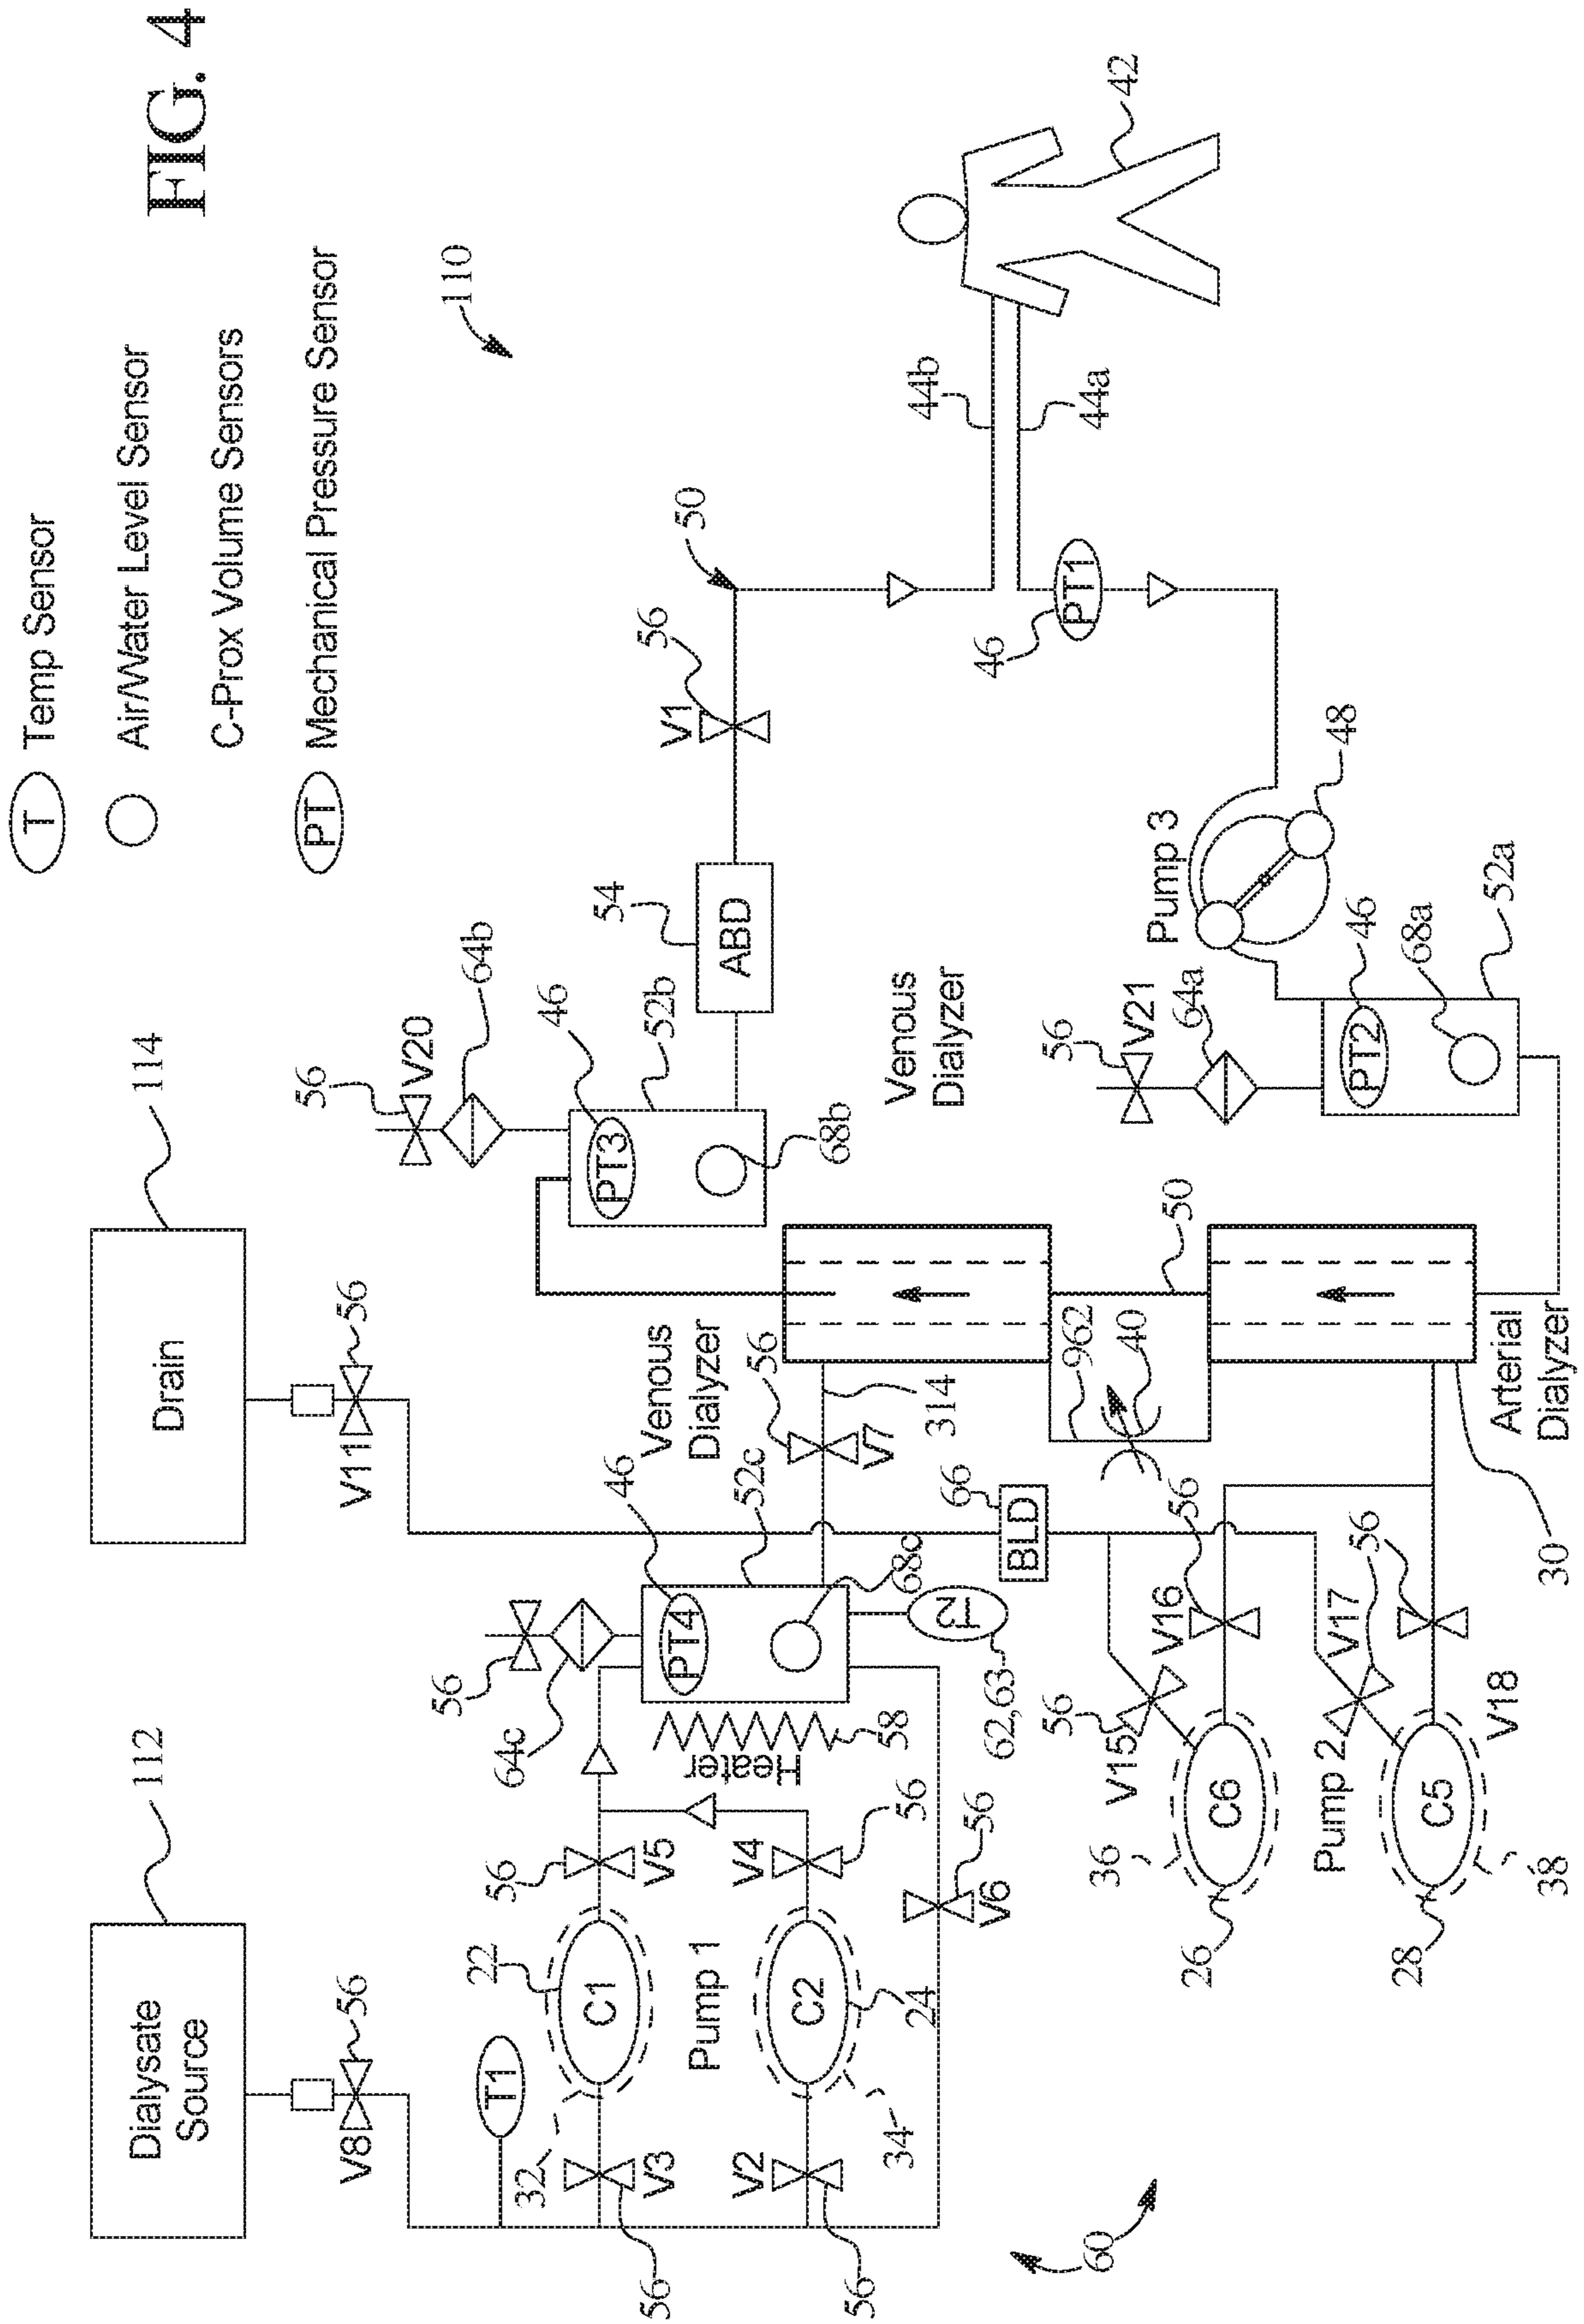 FIG. 4
T Temp Sensor
Air/Water Level Sensor
C-Prox Volume Sensors
PT Mechanical Pressure Sensor
110
Dialysate
Source
112
Drain
114
V8
56
V11
56
T1
32
22
C1
Pump 1
C2
24
34
V3
56
V2
56
56
V5
V4
56
V6
56
Heater
58
64c
56
46
PT4
52c
68c
T2
62,63
Venous
Dialyzer
56
V7
314
66
BLD
962
40
50
56
V20
64b
46
PT3
52b
68b
54
ABD
V1
56
50
44b
44a
42
46
PT1
Pump 3
48
Venous
Dialyzer
56
V21
64a
46
PT2
68a
52a
Arterial
Dialyzer
30
56
V15
V16
56
V17
56
V18
36
C6
26
Pump 2
C5
28
38
60